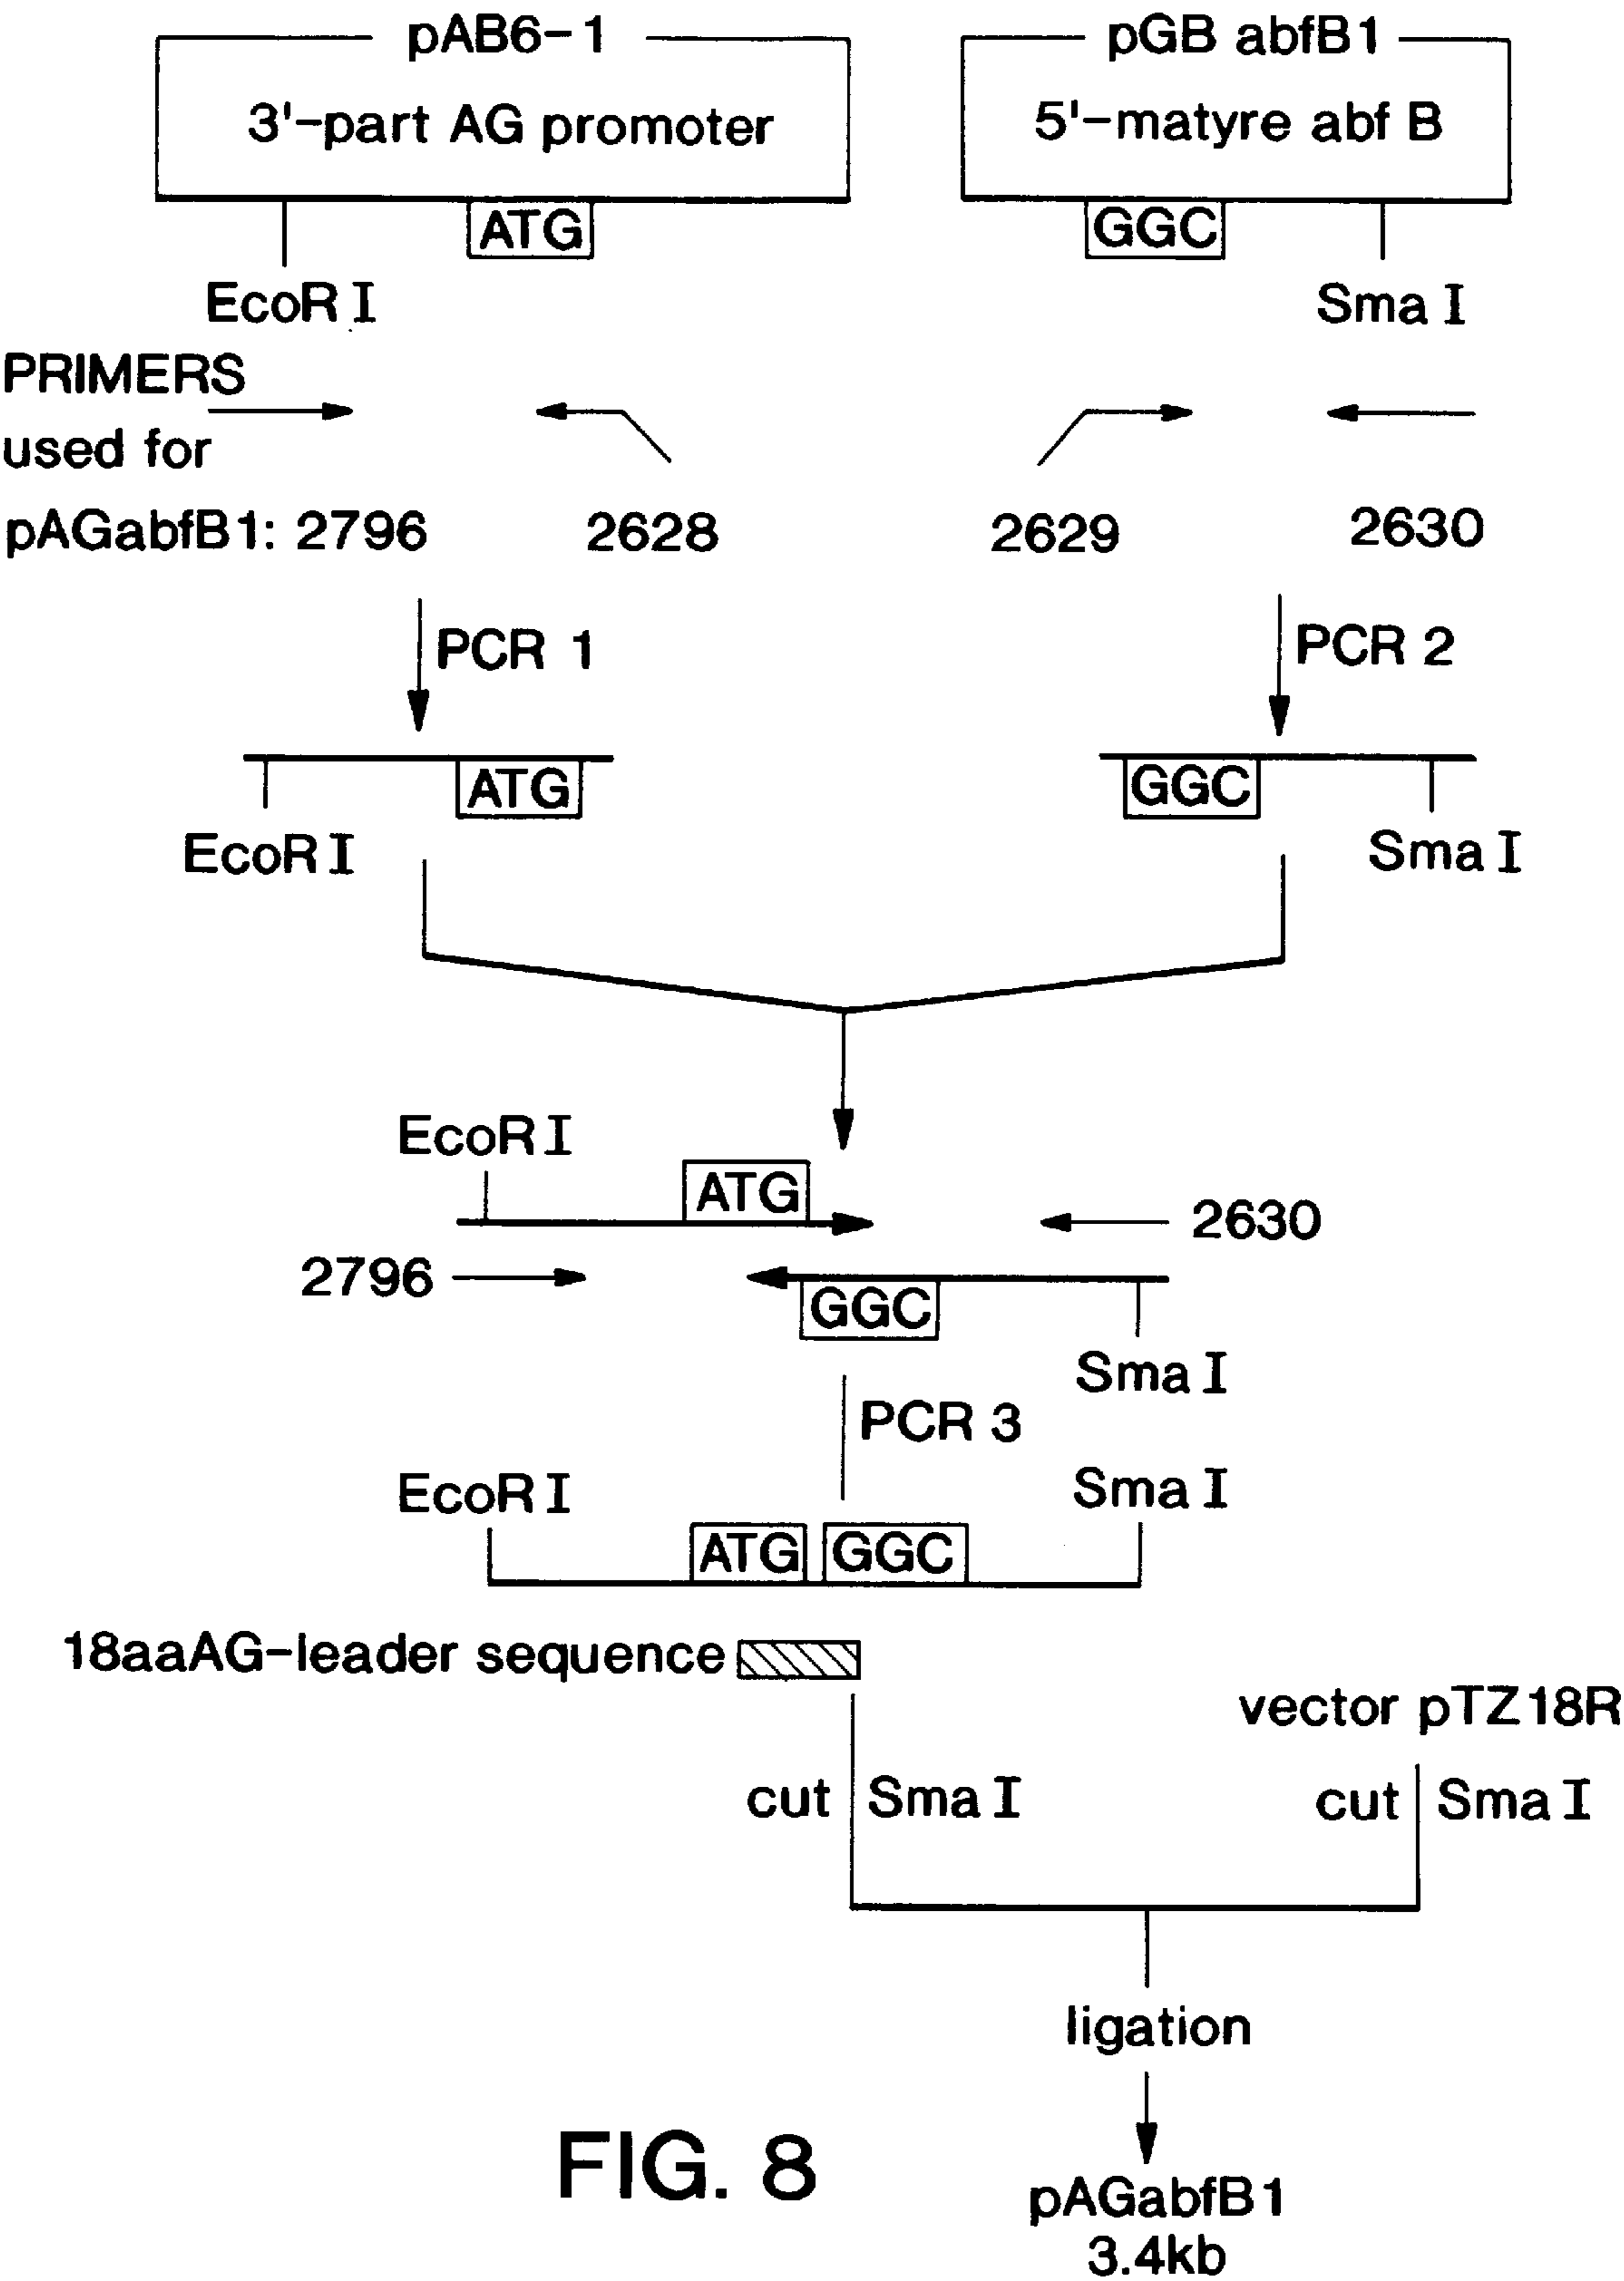 pAB6-1
pGB abfB1
3'-part AG promoter
5'-matyre abf B
ATG
GGC
EcoR I
Sma I
PRIMERS
used for
pAGabfB1: 2796
2628
2629
2630
PCR 1
PCR 2
ATG
GGC
EcoR I
Sma I
EcoR I
ATG
2630
2796
GGC
Sma I
PCR 3
EcoR I
Sma I
ATG
GGC
18aaAG-leader sequence
vector pTZ18R
cut Sma I
cut Sma I
ligation
FIG. 8
pAGabfB1
3.4kb